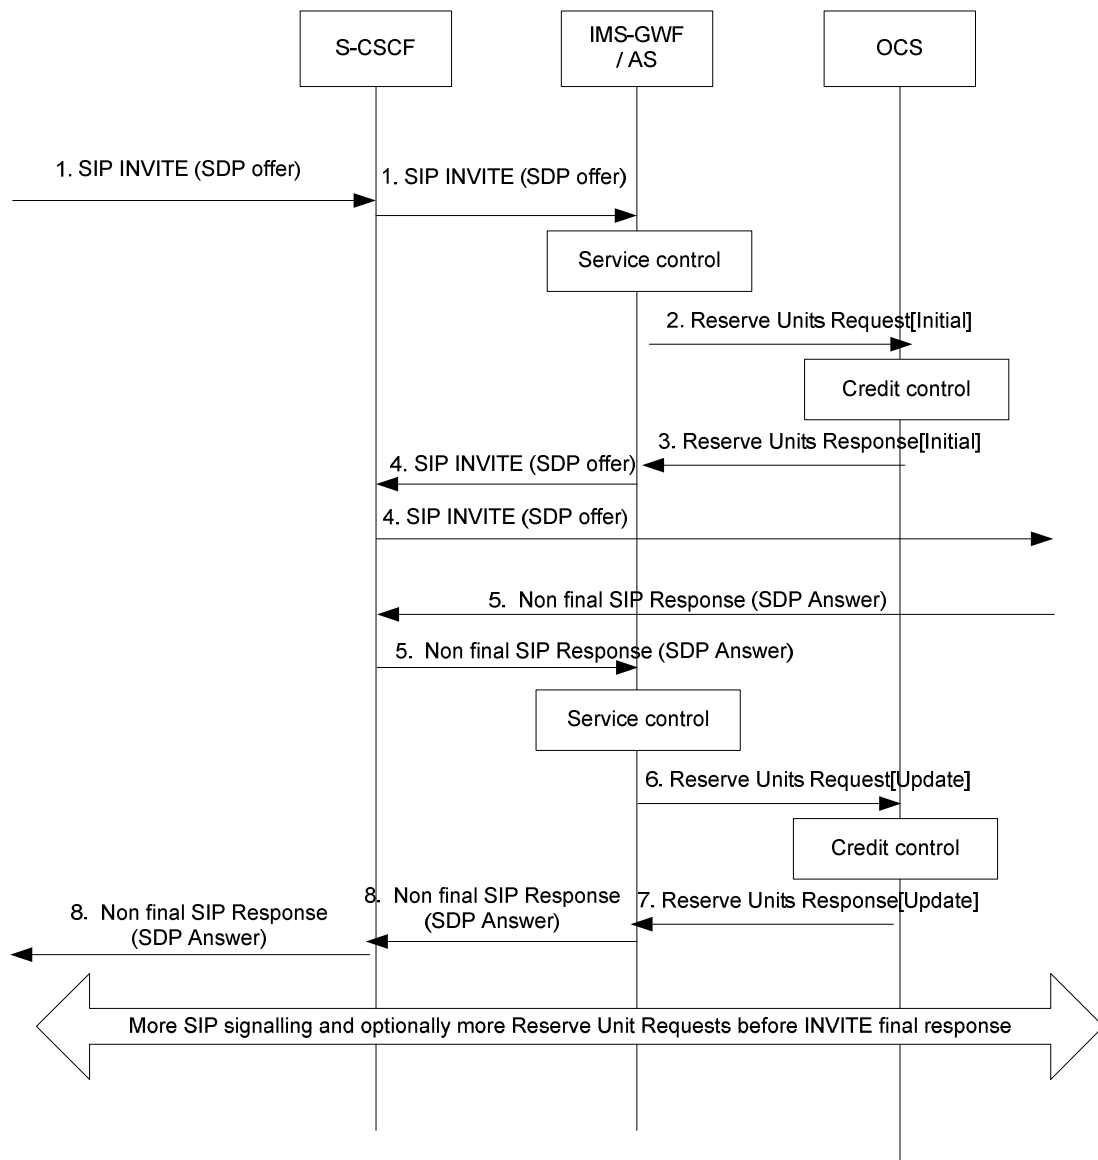 S-CSCF
IMS-GWF
/ AS
OCS
1. SIP INVITE (SDP offer)
1. SIP INVITE (SDP offer)
Service control
2. Reserve Units Request[Initial]
Credit control
3. Reserve Units Response[Initial]
4. SIP INVITE (SDP offer)
4. SIP INVITE (SDP offer)
5. Non final SIP Response (SDP Answer)
5. Non final SIP Response (SDP Answer)
Service control
6. Reserve Units Request[Update]
Credit control
7. Reserve Units Response[Update]
8. Non final SIP Response
(SDP Answer)
8. Non final SIP Response
(SDP Answer)
More SIP signalling and optionally more Reserve Unit Requests before INVITE final response